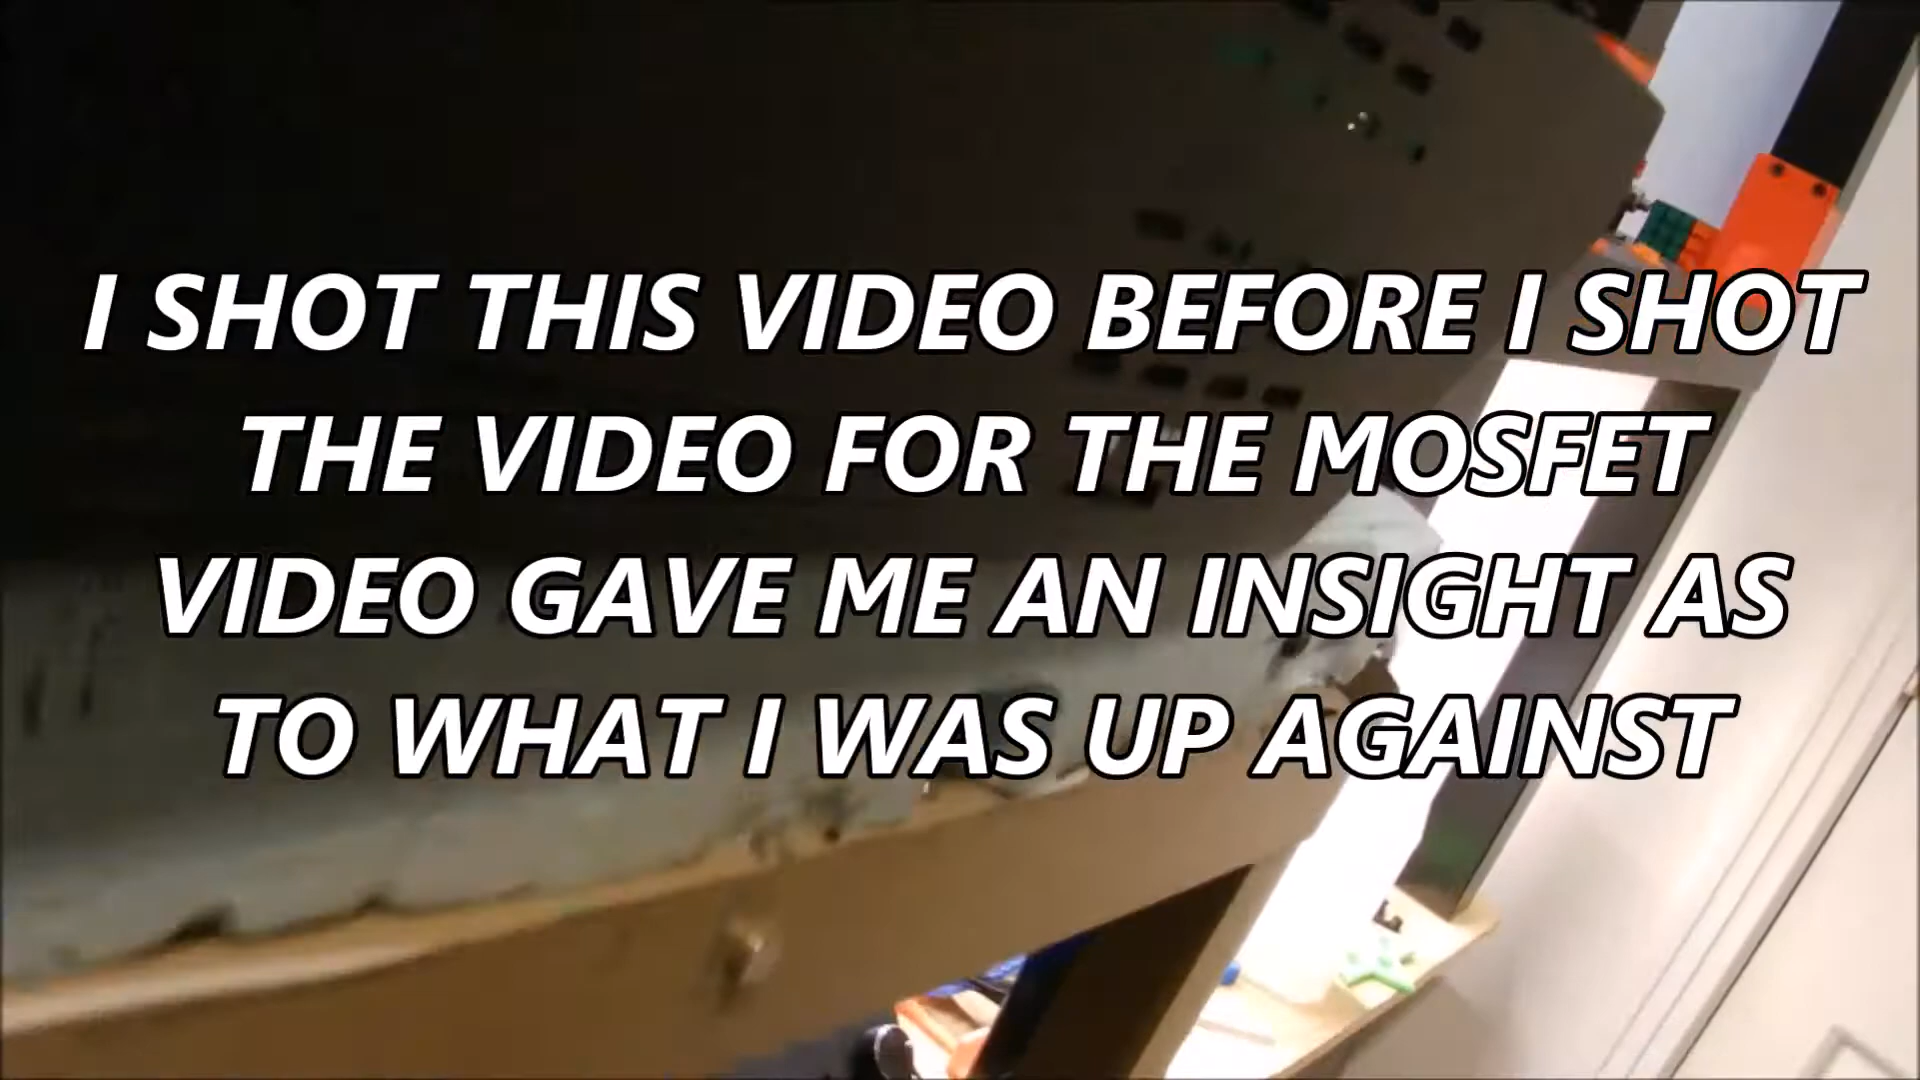 I SHOT THIS VIDEO BEFORE I SHOT
THE VIDEO FOR THE MOSFET
VIDEO GAVE ME AN INSIGHT AS
TO WHAT I WAS UP AGAINST